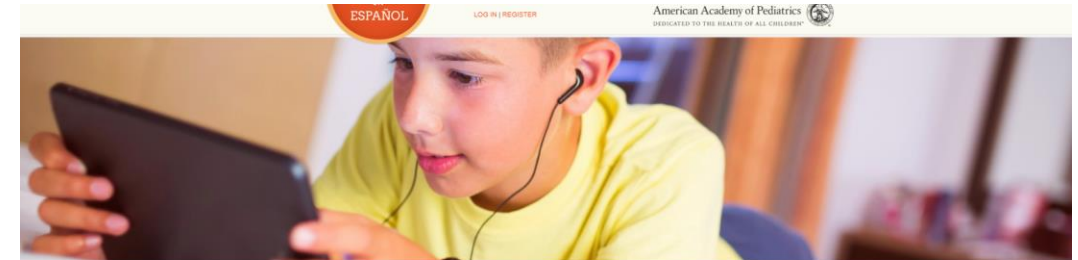 ESPAÑOL
LOG IN | REGISTER
American Academy of Pediatrics
DEDICATED TO THE HEALTH OF ALL CHILDREN®